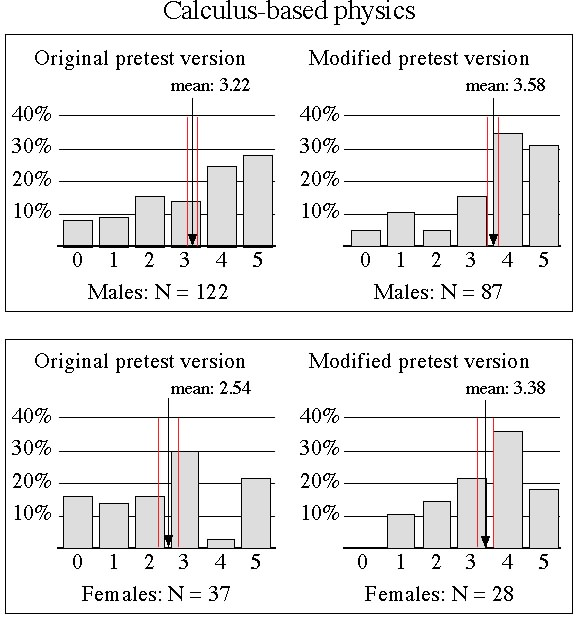 Calculus-based physics
Original pretest version
mean: 3.22
40%
30%
20%
10%
0 1 2 3 4 5
Males: N = 122
Modified pretest version
mean: 3.58
40%
30%
20%
10%
0 1 2 3 4 5
Males: N = 87
Original pretest version
mean: 2.54
40%
30%
20%
10%
0 1 2 3 4 5
Females: N = 37
Modified pretest version
mean: 3.38
40%
30%
20%
10%
0 1 2 3 4 5
Females: N = 28